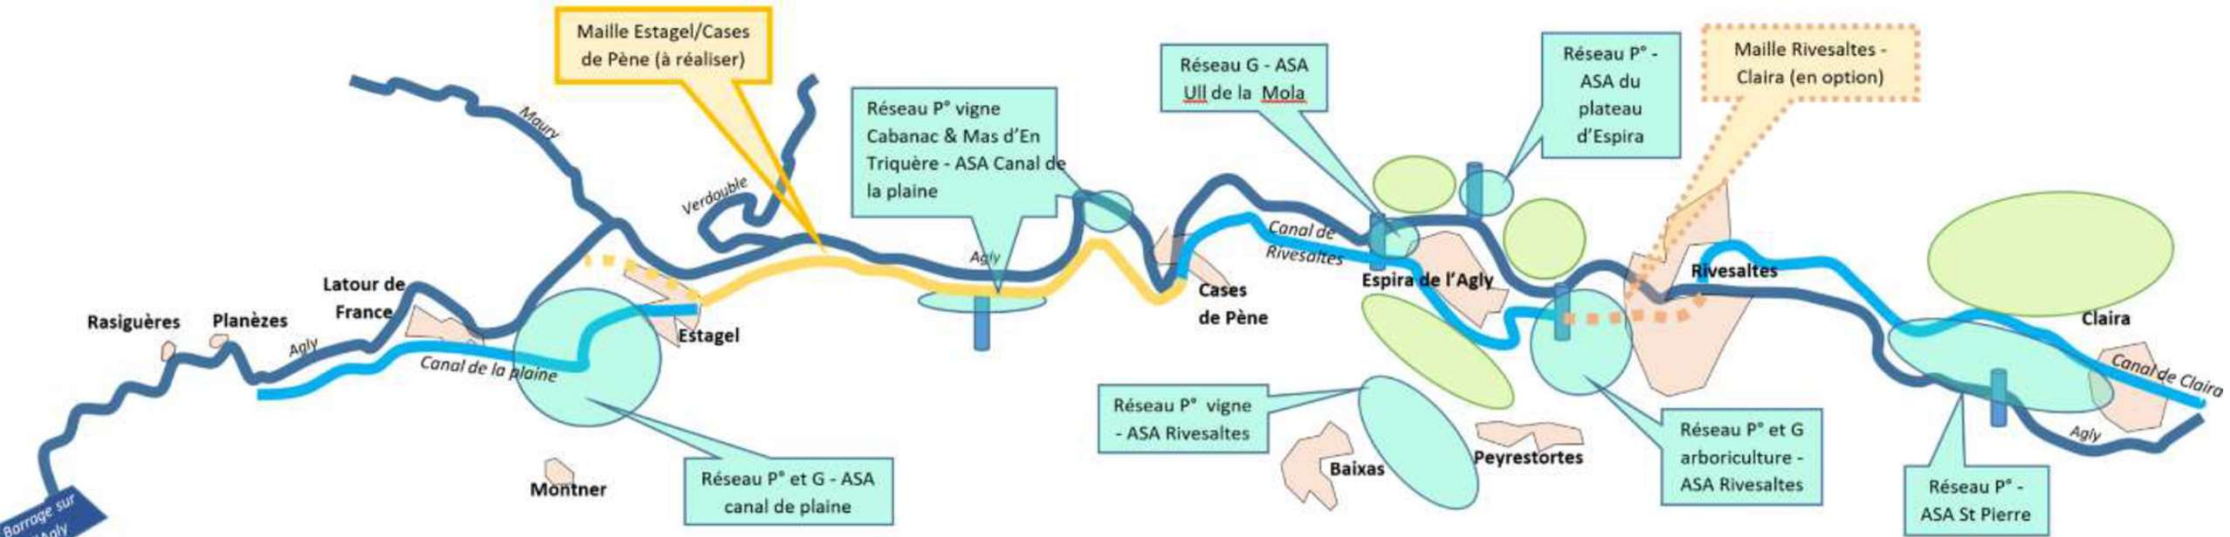 Maille Estagel/Cases
de Pène (à réaliser)
Réseau P° vigne
Cabanac & Mas d'En
Triquère - ASA Canal de
la plaine
Réseau G - ASA
Ull de la Mola
Réseau P° -
ASA du
plateau
d'Espira
Maille Rivesaltes -
Claira (en option)
Maury
Verdouble
Agly
Canal de
Rivesaltes
Latour de
France
Rasiguères
Planèzes
Agly
Canal de la plaine
Estagel
Cases
de Pène
Espira de l'Agly
Rivesaltes
Claira
Canal de Claira
Agly
Réseau P° vigne
- ASA Rivesaltes
Baixas
Peyrestortes
Réseau P° et G
arboriculture -
ASA Rivesaltes
Réseau P° -
ASA St Pierre
Montner
Réseau P° et G - ASA
canal de plaine
Barrage sur
l'Agly